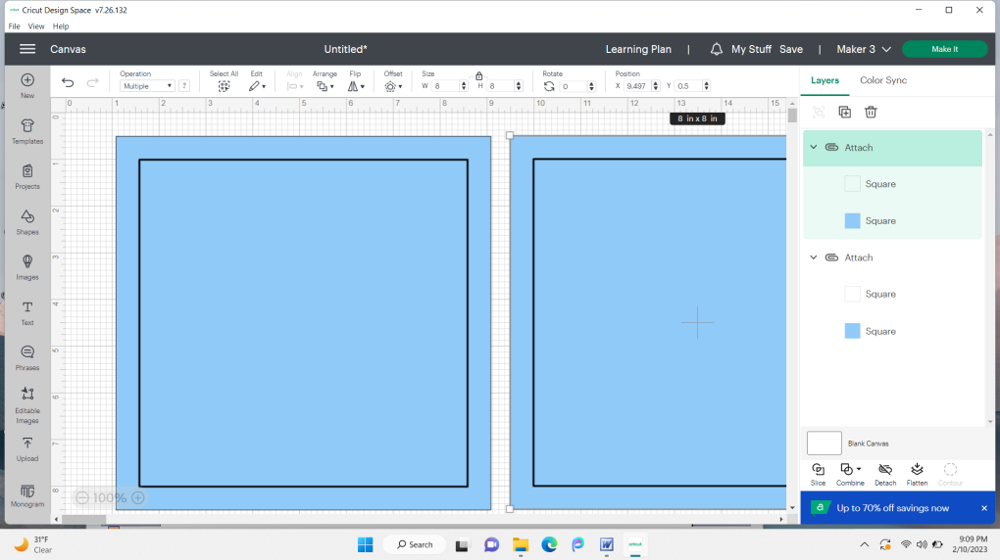 cricut Cricut Design Space v7.26.132
File View Help
Canvas Untitled* Learning Plan | My Stuff Save | Maker 3 Make It
New
Templates
Projects
Shapes
Images
Text
Phrases
Editable
Images
Upload
Monogram
Operation Select All Edit Align Arrange Flip Offset Size Rotate Position
Multiple ? W 8 H 8 0 X 9.497 Y 0.5
0 1 2 3 4 5 6 7 8 9 10 11 12 13 14 15
0
1
2
3
4
5
6
7
8
8 in x 8 in
100%
Layers Color Sync
Attach
Square
Square
Attach
Square
Square
Blank Canvas
Slice Combine Detach Flatten Contour
a Up to 70% off savings now
31°F
Clear
Search
W
cricut
9:09 PM
2/10/2023